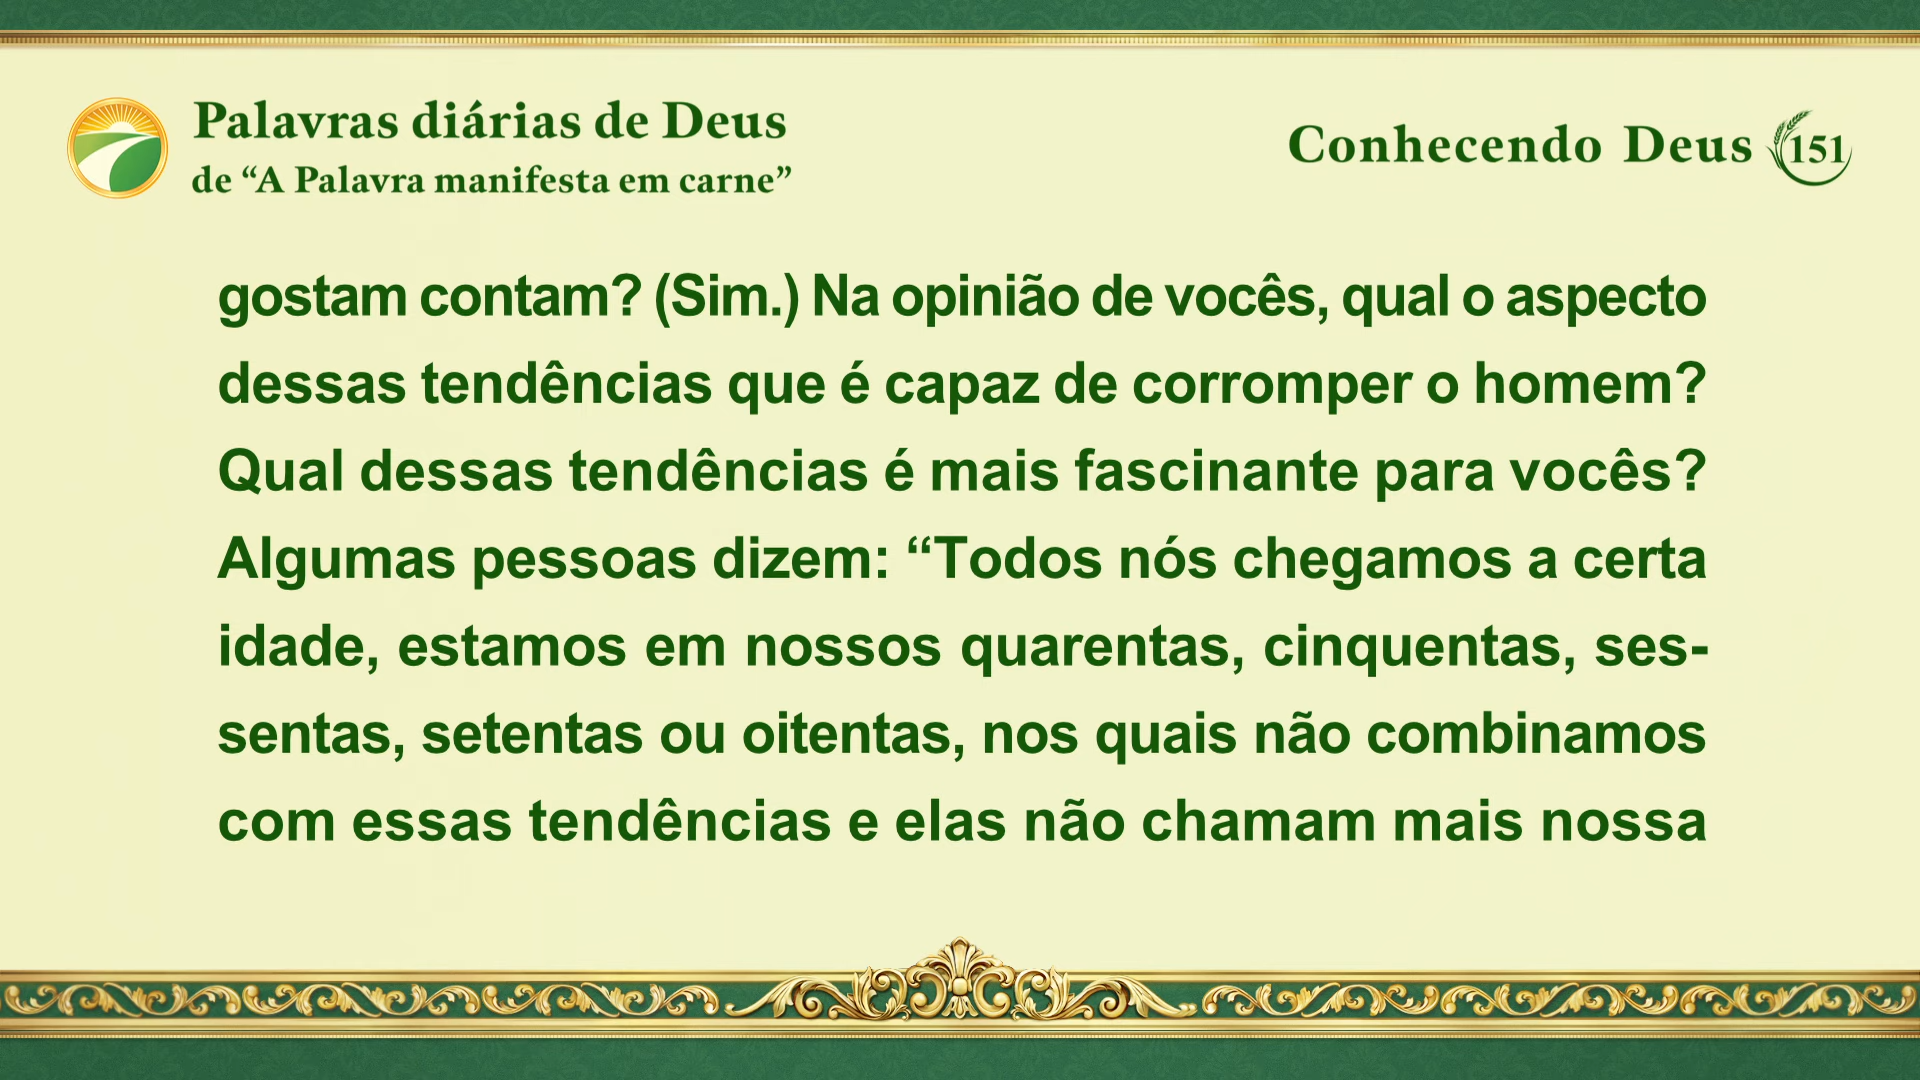 Palavras diárias de Deus
de “A Palavra manifesta em carne”
Conhecendo Deus 151
gostam contam? (Sim.) Na opinião de vocês, qual o aspecto
dessas tendências que é capaz de corromper o homem?
Qual dessas tendências é mais fascinante para vocês?
Algumas pessoas dizem: “Todos nós chegamos a certa
idade, estamos em nossos quarentas, cinquentas, ses-
sentas, setentas ou oitentas, nos quais não combinamos
com essas tendências e elas não chamam mais nossa